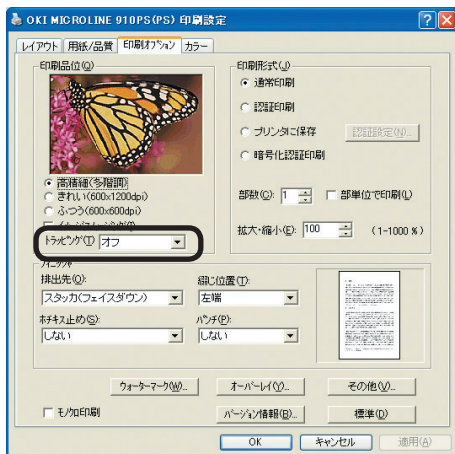 OKI MICROLINE 910PS(PS) 印刷設定
レイアウト 用紙/品質 印刷オプション カラー
印刷品位(Q)
高精細(多階調)
きれい(600x1200dpi)
ふつう(600x600dpi)
トラッピング(T) オフ
印刷形式(J)
通常印刷
認証印刷
プリンタに保存 認証設定(N)...
暗号化認証印刷
部数(C): 1 部単位で印刷(L)
拡大・縮小(E): 100 (1-1000 %)
フィニッシャ
排出先(O):
スタッカ(フェイスダウン)
綴じ位置(T):
左端
ホチキス止め(S):
しない
パンチ(P):
しない
ウォーターマーク(W)... オーバーレイ(Y)... その他(V)...
モノクロ印刷 バージョン情報(B)... 標準(D)
OK キャンセル 適用(A)